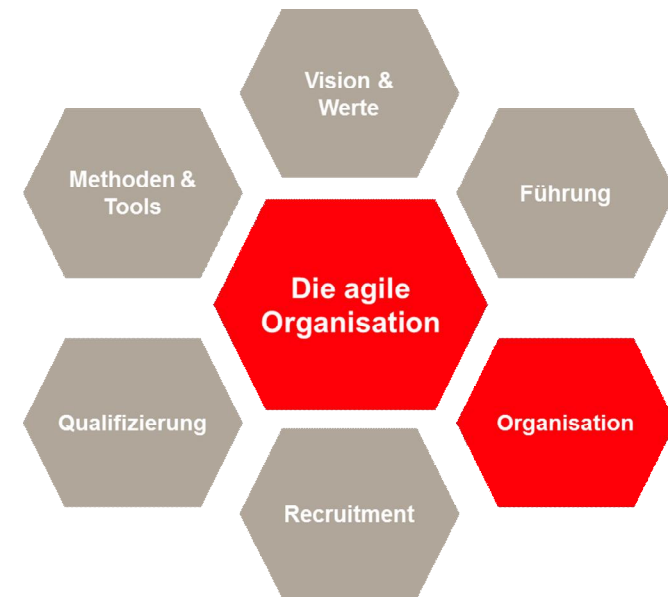 Vision &
Werte
Methoden &
Tools
Führung
Die agile
Organisation
Qualifizierung
Organisation
Recruitment